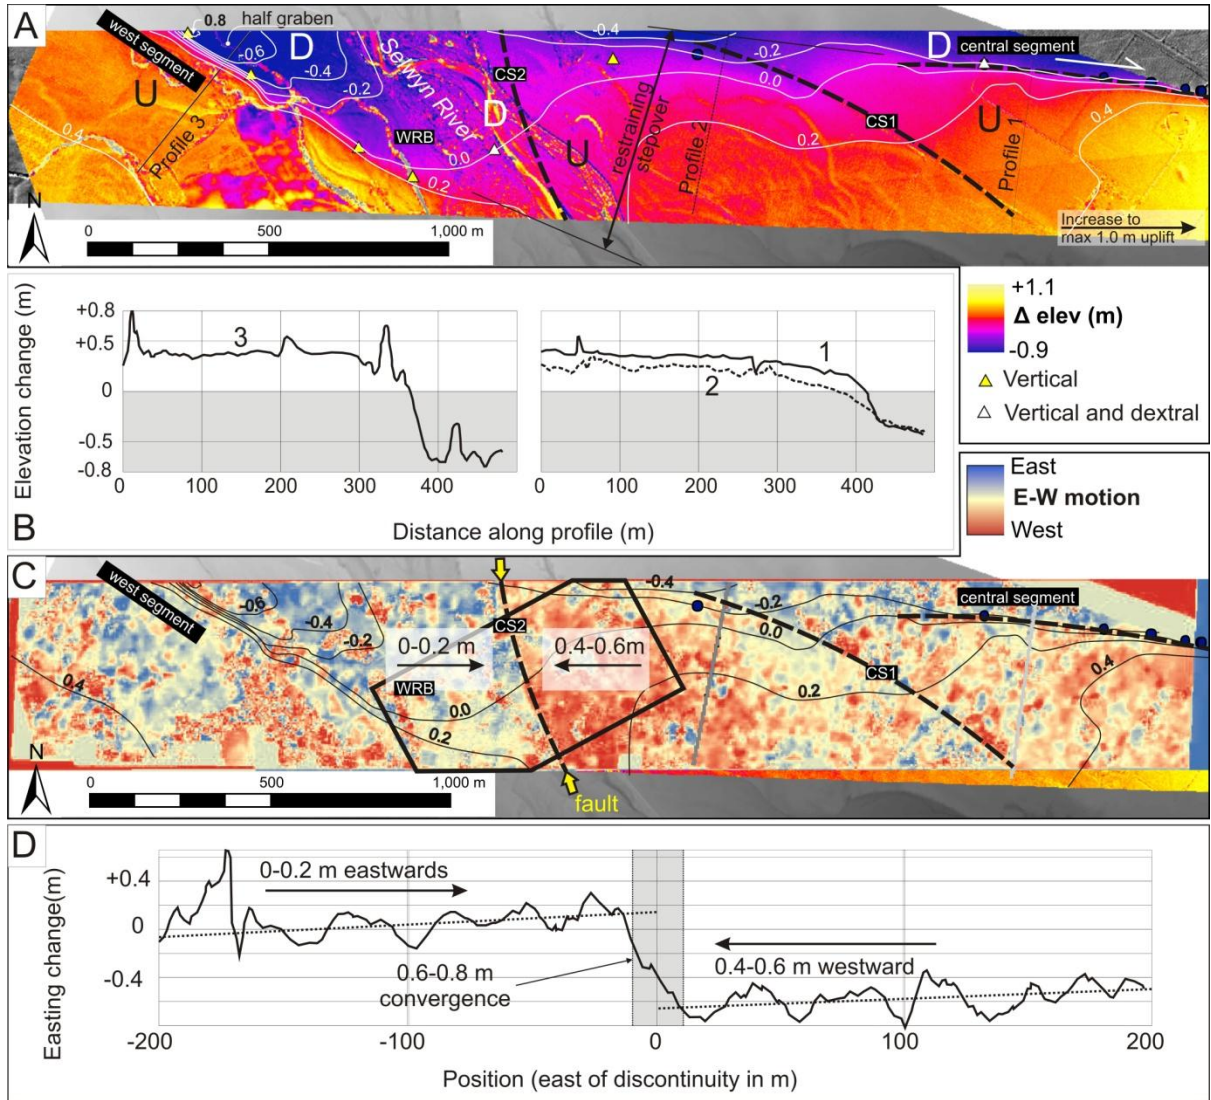 A
west segment
0.8
half graben
-0.6
-0.4
-0.2
D
U
Profile 3
0.4
WRB
Selwyn River
0.0
0.2
CS2
D
U
-0.4
-0.2
0.0
0.2
restraining
stepover
Profile 2
D
central segment
CS1
U
Profile 1
0.4
Increase to
max 1.0 m uplift
N
0
500
1,000 m
+1.1
Δ elev (m)
-0.9
Vertical
Vertical and dextral
B
Elevation change (m)
+0.8
+0.5
0
-0.5
-0.8
3
1
2
0 100 200 300 400
0 100 200 300 400
Distance along profile (m)
East
E-W motion
West
C
west segment
-0.6
-0.4
-0.2
0.4
0-0.2 m
WRB
0.0
0.2
CS2
0.4-0.6m
-0.4
-0.2
0.0
0.2
central segment
CS1
0.4
N
0
500
1,000 m
fault
D
Easting change(m)
+0.4
0
-0.4
0-0.2 m eastwards
0.6-0.8 m
convergence
0.4-0.6 m westward
-200 -100 0 100 200
Position (east of discontinuity in m)